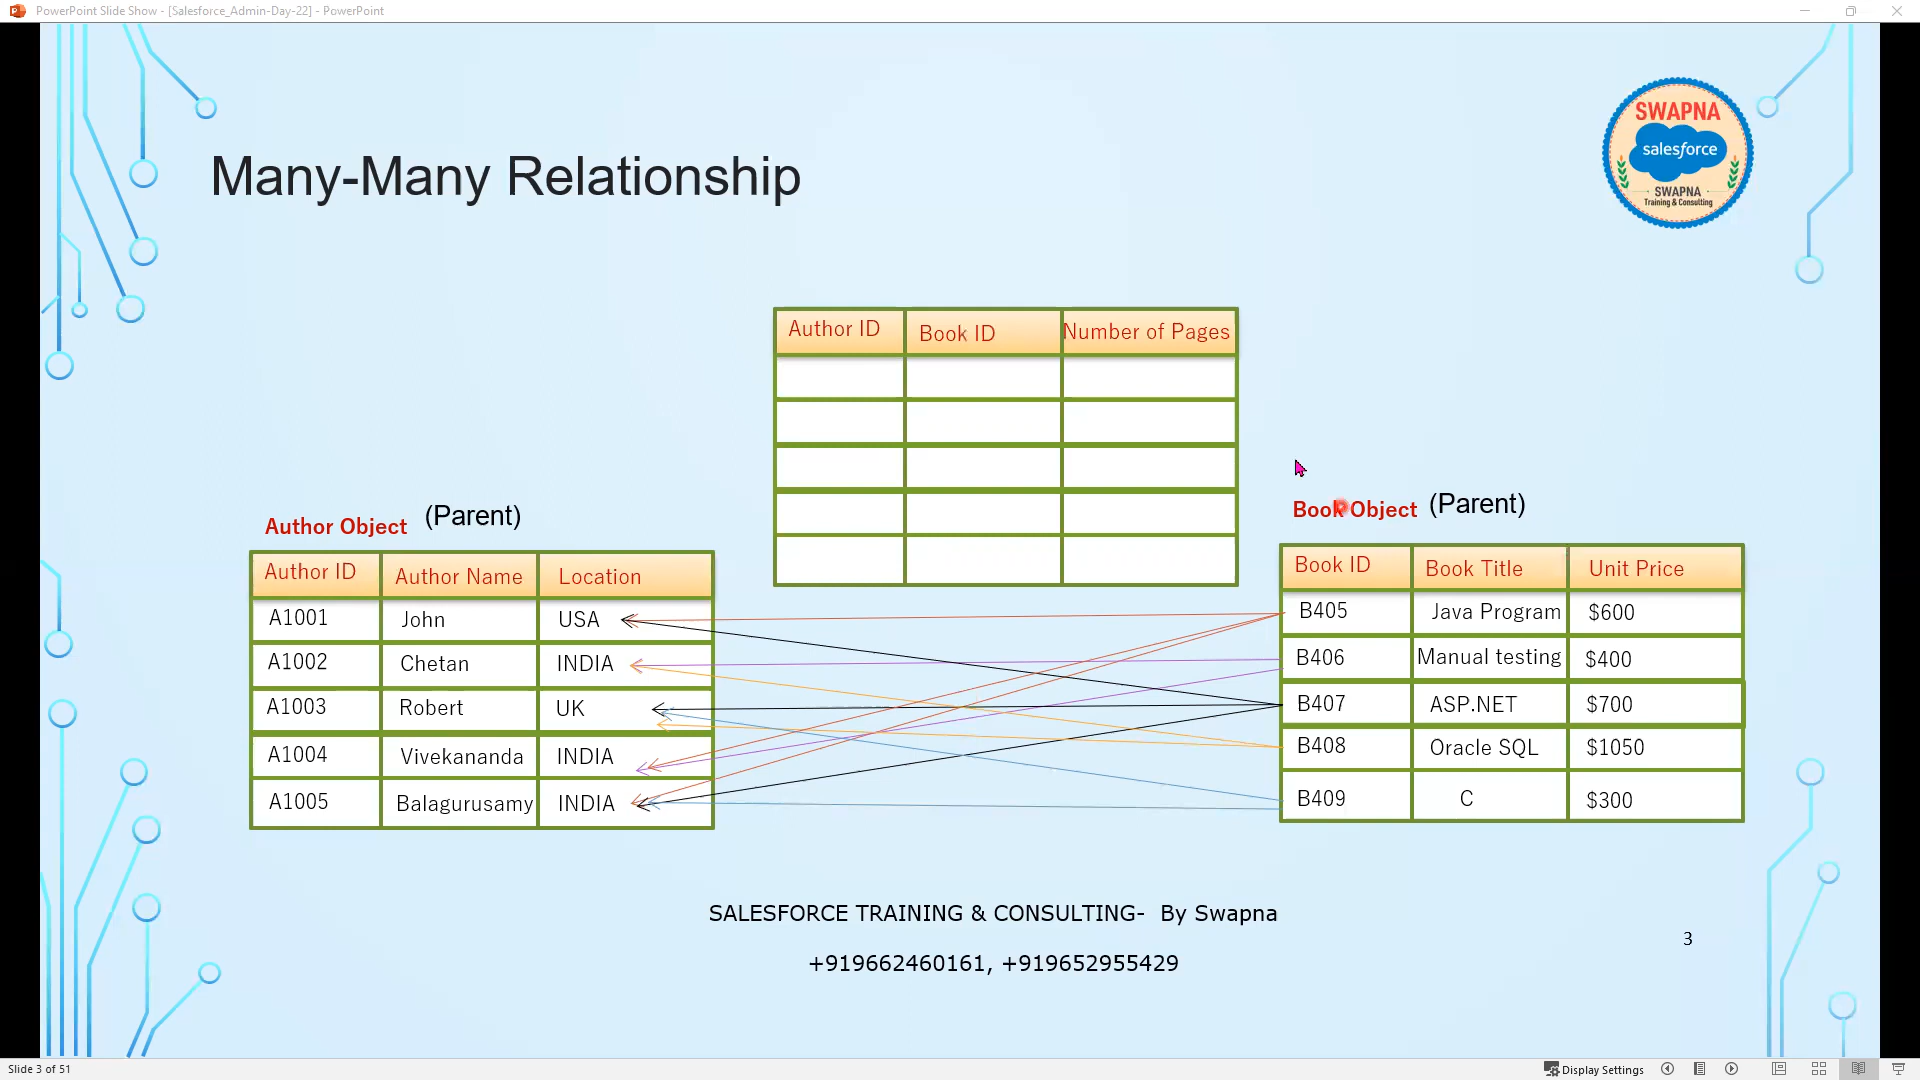 PowerPoint Slide Show - [Salesforce_Admin-Day-22] - PowerPoint
SWAPNA
salesforce
SWAPNA
Training & Consulting
Many-Many Relationship
Author ID Book ID Number of Pages
Author Object (Parent)
Author ID Author Name Location
A1001 John USA
A1002 Chetan INDIA
A1003 Robert UK
A1004 Vivekananda INDIA
A1005 Balagurusamy INDIA
Book Object (Parent)
Book ID Book Title Unit Price
B405 Java Program $600
B406 Manual testing $400
B407 ASP.NET $700
B408 Oracle SQL $1050
B409 C $300
SALESFORCE TRAINING & CONSULTING- By Swapna
+919662460161, +919652955429
3
Slide 3 of 51
Display Settings